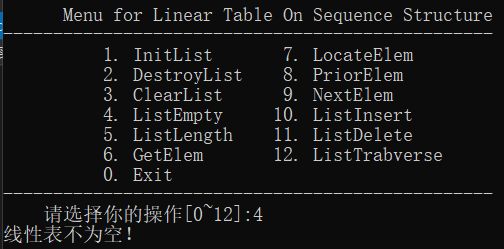 Menu for Linear Table On Sequence Structure
-------------------------------------------------
1. InitList 7. LocateElem
2. DestroyList 8. PriorElem
3. ClearList 9. NextElem
4. ListEmpty 10. ListInsert
5. ListLength 11. ListDelete
6. GetElem 12. ListTrabverse
0. Exit
-------------------------------------------------
请选择你的操作[0~12]:4
线性表不为空！